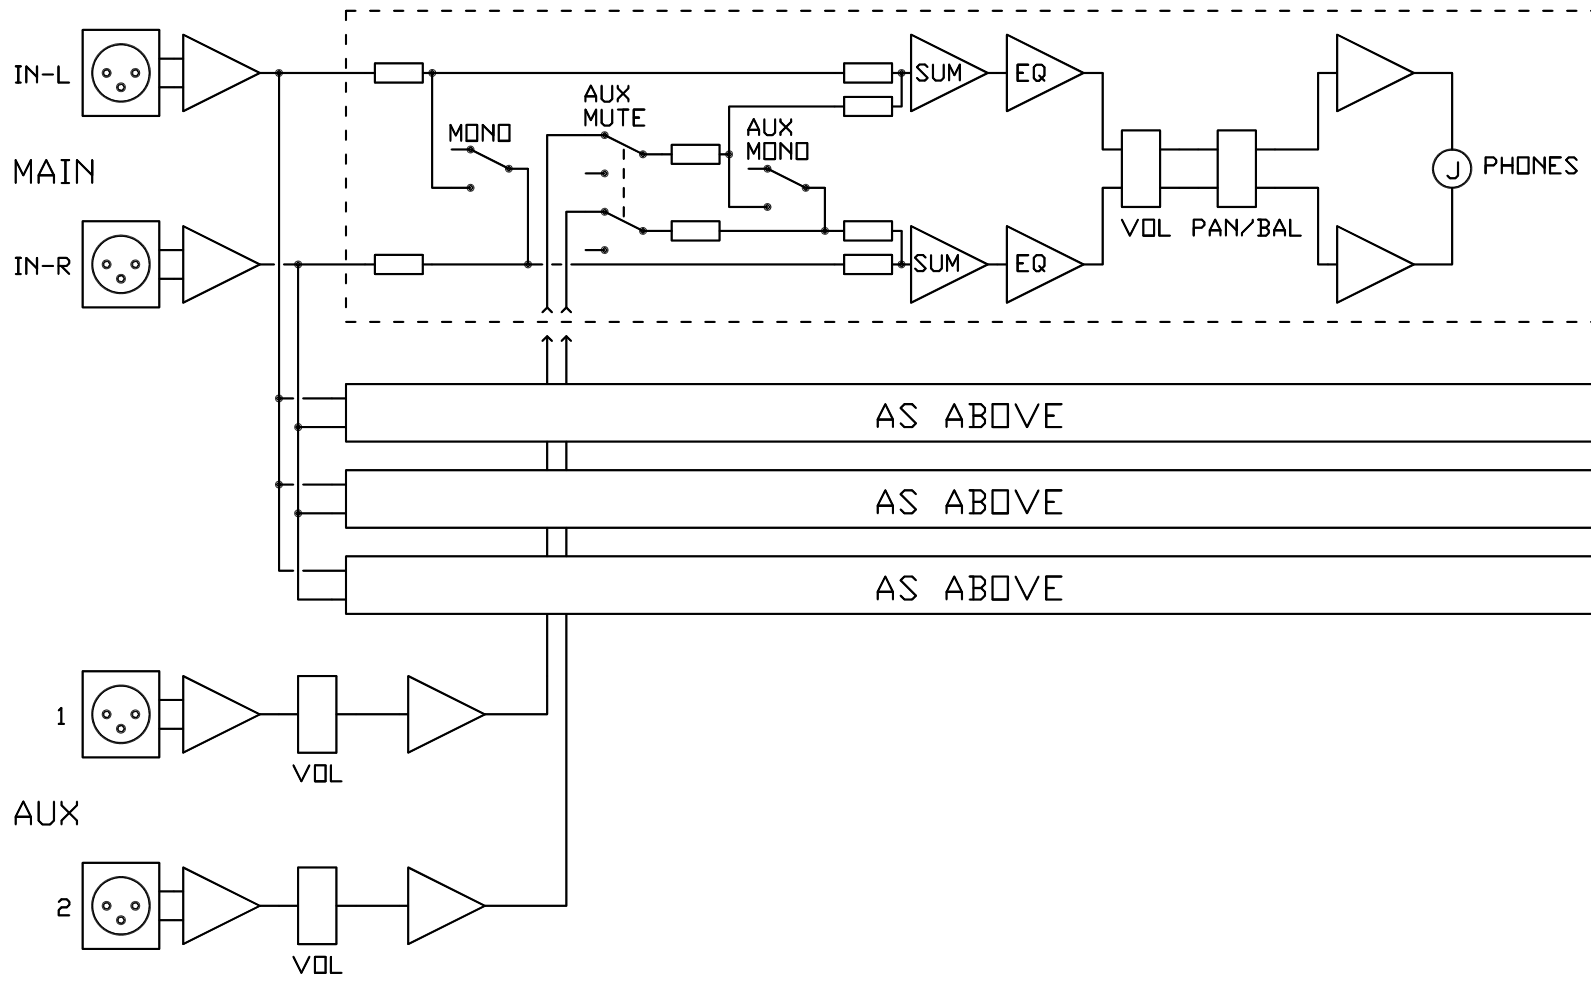 IN-L
SUM
EQ
AUX
MUTE
MONO
AUX
MONO
MAIN
J
PHONES
VOL
PAN/BAL
IN-R
SUM
EQ
AS ABOVE
AS ABOVE
AS ABOVE
1
VOL
AUX
2
VOL